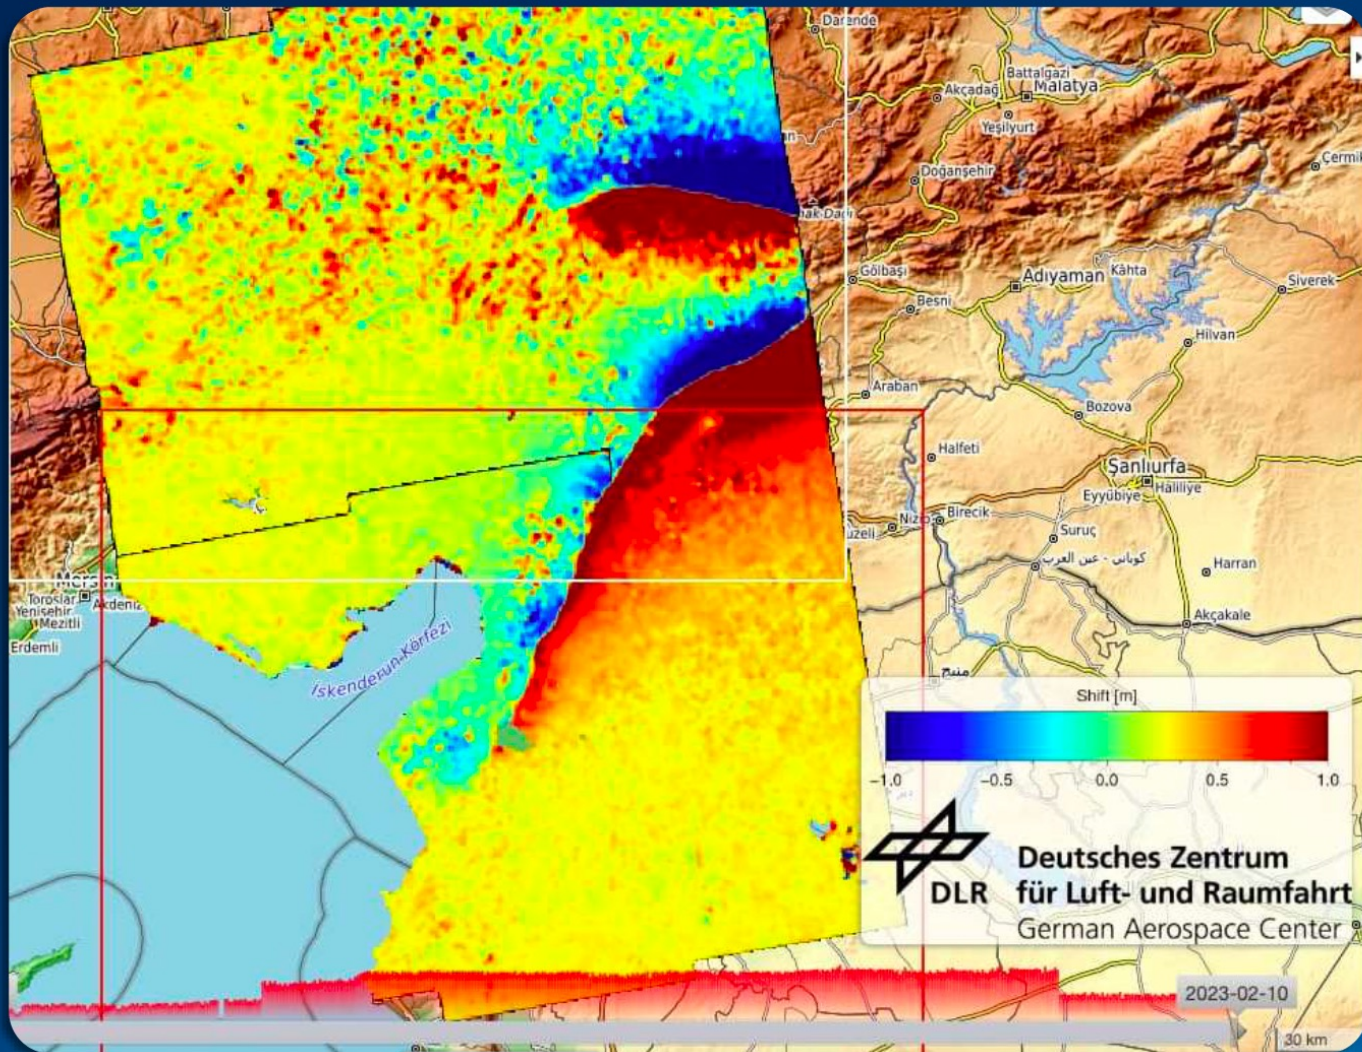 Darende
Battalgazi
Malatya
Akçadağ
Yeşilyurt
Doğanşehir
Gölbaşı
Adıyaman
Kâhta
Siverek
Besni
Hilvan
Araban
Bozova
Halfeti
Şanlıurfa
Haliliye
Eyyübiye
Birecik
Suruç
كوباني - عين العرب
Harran
Akçakale
منبج
Mersin
Toroslar
Akdeniz
Yenişehir
Mezitli
Erdemli
İskenderun Körfezi
Shift [m]
−1.0 −0.5 0.0 0.5 1.0
DLR
Deutsches Zentrum
für Luft- und Raumfahrt
German Aerospace Center
2023-02-10
30 km